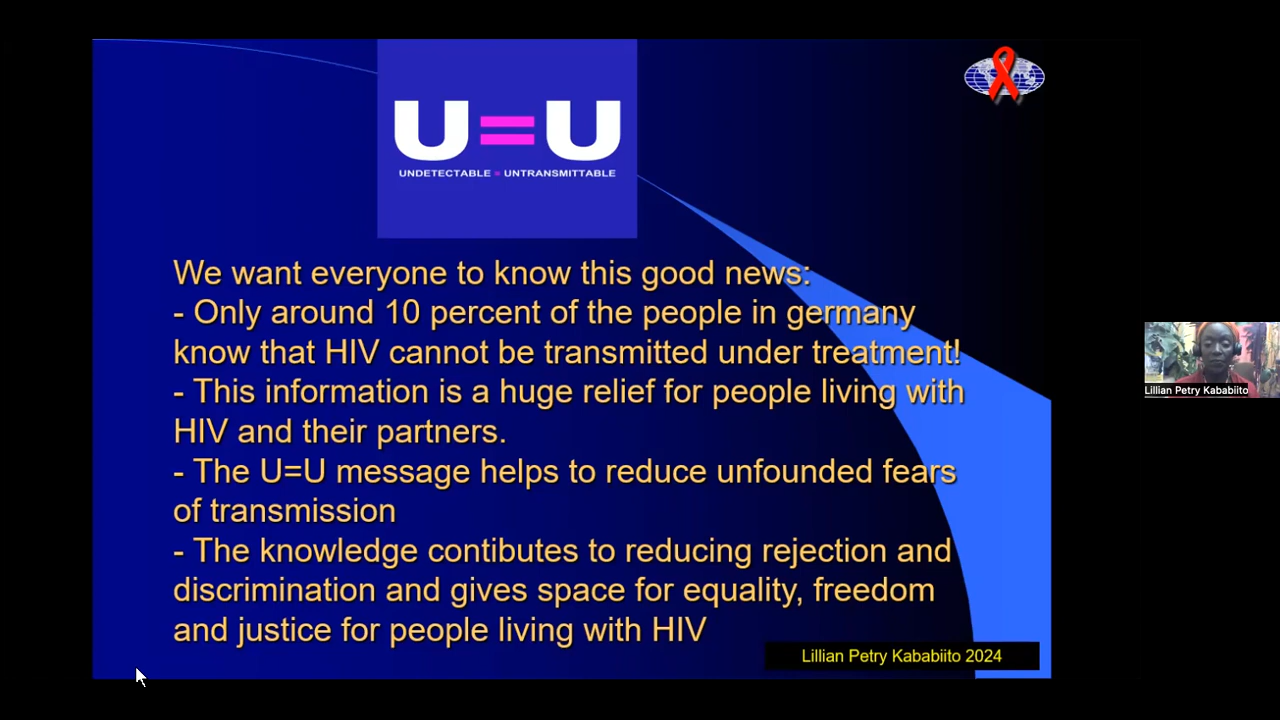 U=U
UNDETECTABLE = UNTRANSMITTABLE
We want everyone to know this good news:
- Only around 10 percent of the people in germany
know that HIV cannot be transmitted under treatment!
- This information is a huge relief for people living with
HIV and their partners.
- The U=U message helps to reduce unfounded fears
of transmission
- The knowledge contibutes to reducing rejection and
discrimination and gives space for equality, freedom
and justice for people living with HIV
Lillian Petry Kababiito 2024
Lillian Petry Kababiito